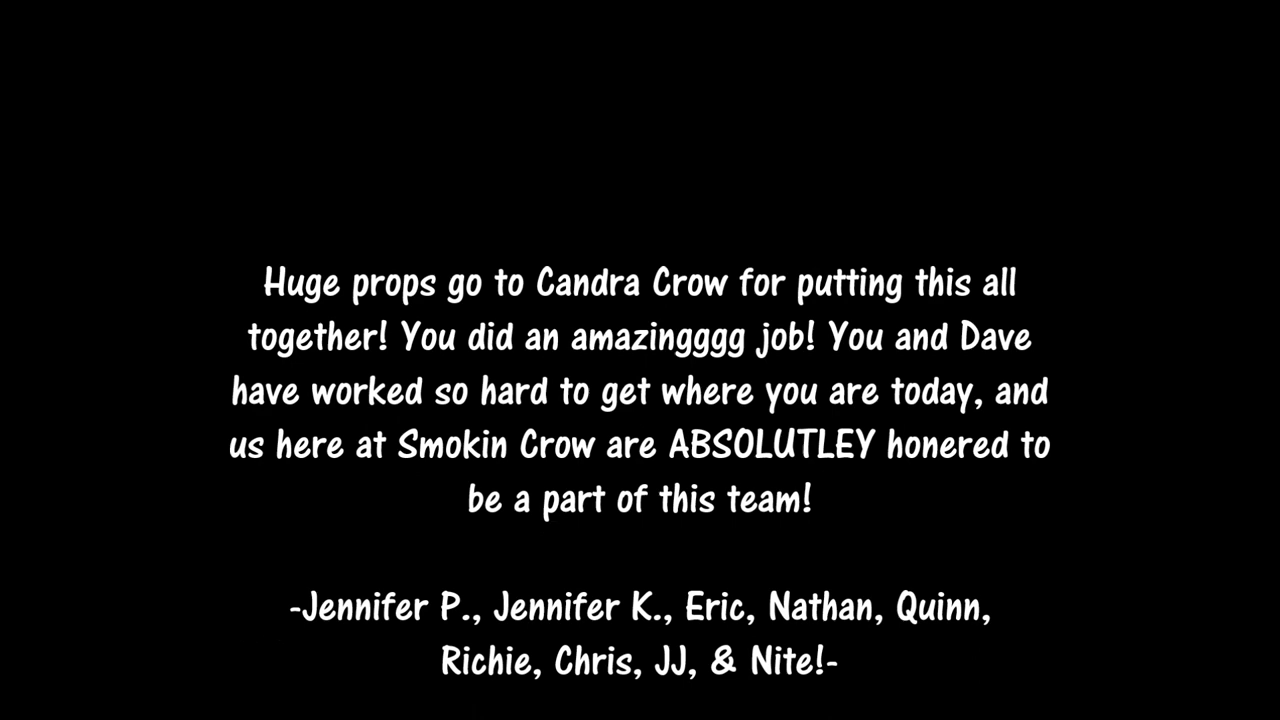 Huge props go to Candra Crow for putting this all
together! You did an amazingggg job! You and Dave
have worked so hard to get where you are today, and
us here at Smokin Crow are ABSOLUTLEY honered to
be a part of this team!
-Jennifer P., Jennifer K., Eric, Nathan, Quinn,
Richie, Chris, JJ, & Nite!-